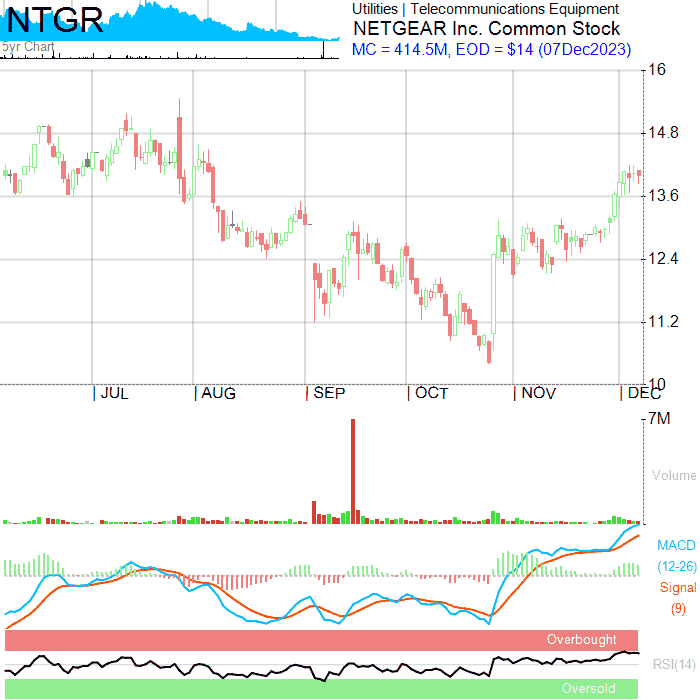 NTGR
5yr Chart
Utilities | Telecommunications Equipment
NETGEAR Inc. Common Stock
MC = 414.5M, EOD = $14 (07Dec2023)
16
14.8
13.6
12.4
11.2
10
JUL
AUG
SEP
OCT
NOV
DEC
7M
Volume
MACD
(12-26)
Signal
(9)
Overbought
RSI(14)
Oversold